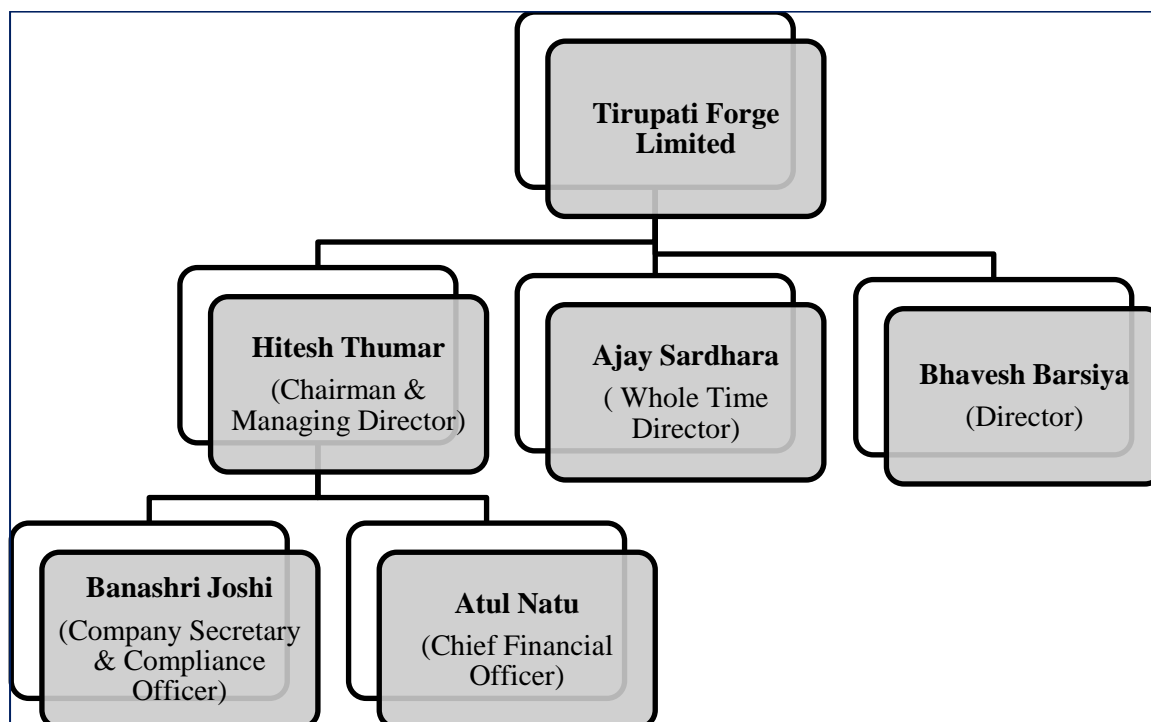 Tirupati Forge
Limited
Hitesh Thumar
(Chairman &
Managing Director)
Ajay Sardhara
( Whole Time
Director)
Bhavesh Barsiya
(Director)
Banashri Joshi
(Company Secretary
& Compliance
Officer)
Atul Natu
(Chief Financial
Officer)